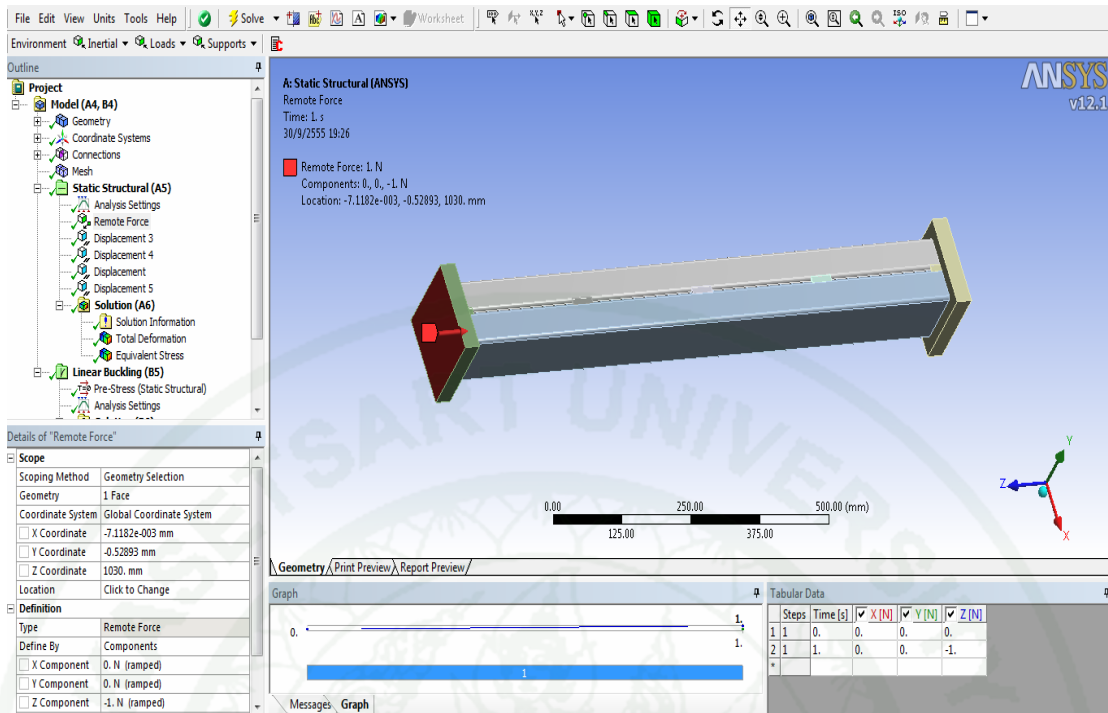 File Edit View Units Tools Help Solve Worksheet ISO
Environment Inertial Loads Supports
Outline
Project
Model (A4, B4)
Geometry
Coordinate Systems
Connections
Mesh
Static Structural (A5)
Analysis Settings
Remote Force
Displacement 3
Displacement 4
Displacement
Displacement 5
Solution (A6)
Solution Information
Total Deformation
Equivalent Stress
Linear Buckling (B5)
Pre-Stress (Static Structural)
Analysis Settings
A: Static Structural (ANSYS)
Remote Force
Time: 1. s
30/9/2555 19:26
Remote Force: 1. N
Components: 0., 0., -1. N
Location: -7.1182e-003, -0.52893, 1030. mm
ANSYS
v12.1
Y
Z
X
0.00 250.00 500.00 (mm)
125.00 375.00
Geometry Print Preview Report Preview
Details of "Remote Force"
Scope
Scoping Method Geometry Selection
Geometry 1 Face
Coordinate System Global Coordinate System
X Coordinate -7.1182e-003 mm
Y Coordinate -0.52893 mm
Z Coordinate 1030. mm
Location Click to Change
Definition
Type Remote Force
Define By Components
X Component 0. N (ramped)
Y Component 0. N (ramped)
Z Component -1. N (ramped)
Graph
1.
0.
1.
1
Messages Graph
Tabular Data
Steps Time [s] X [N] Y [N] Z [N]
1 1 0. 0. 0. 0.
2 1 1. 0. 0. -1.
*
KASETSART UNIVERSITY